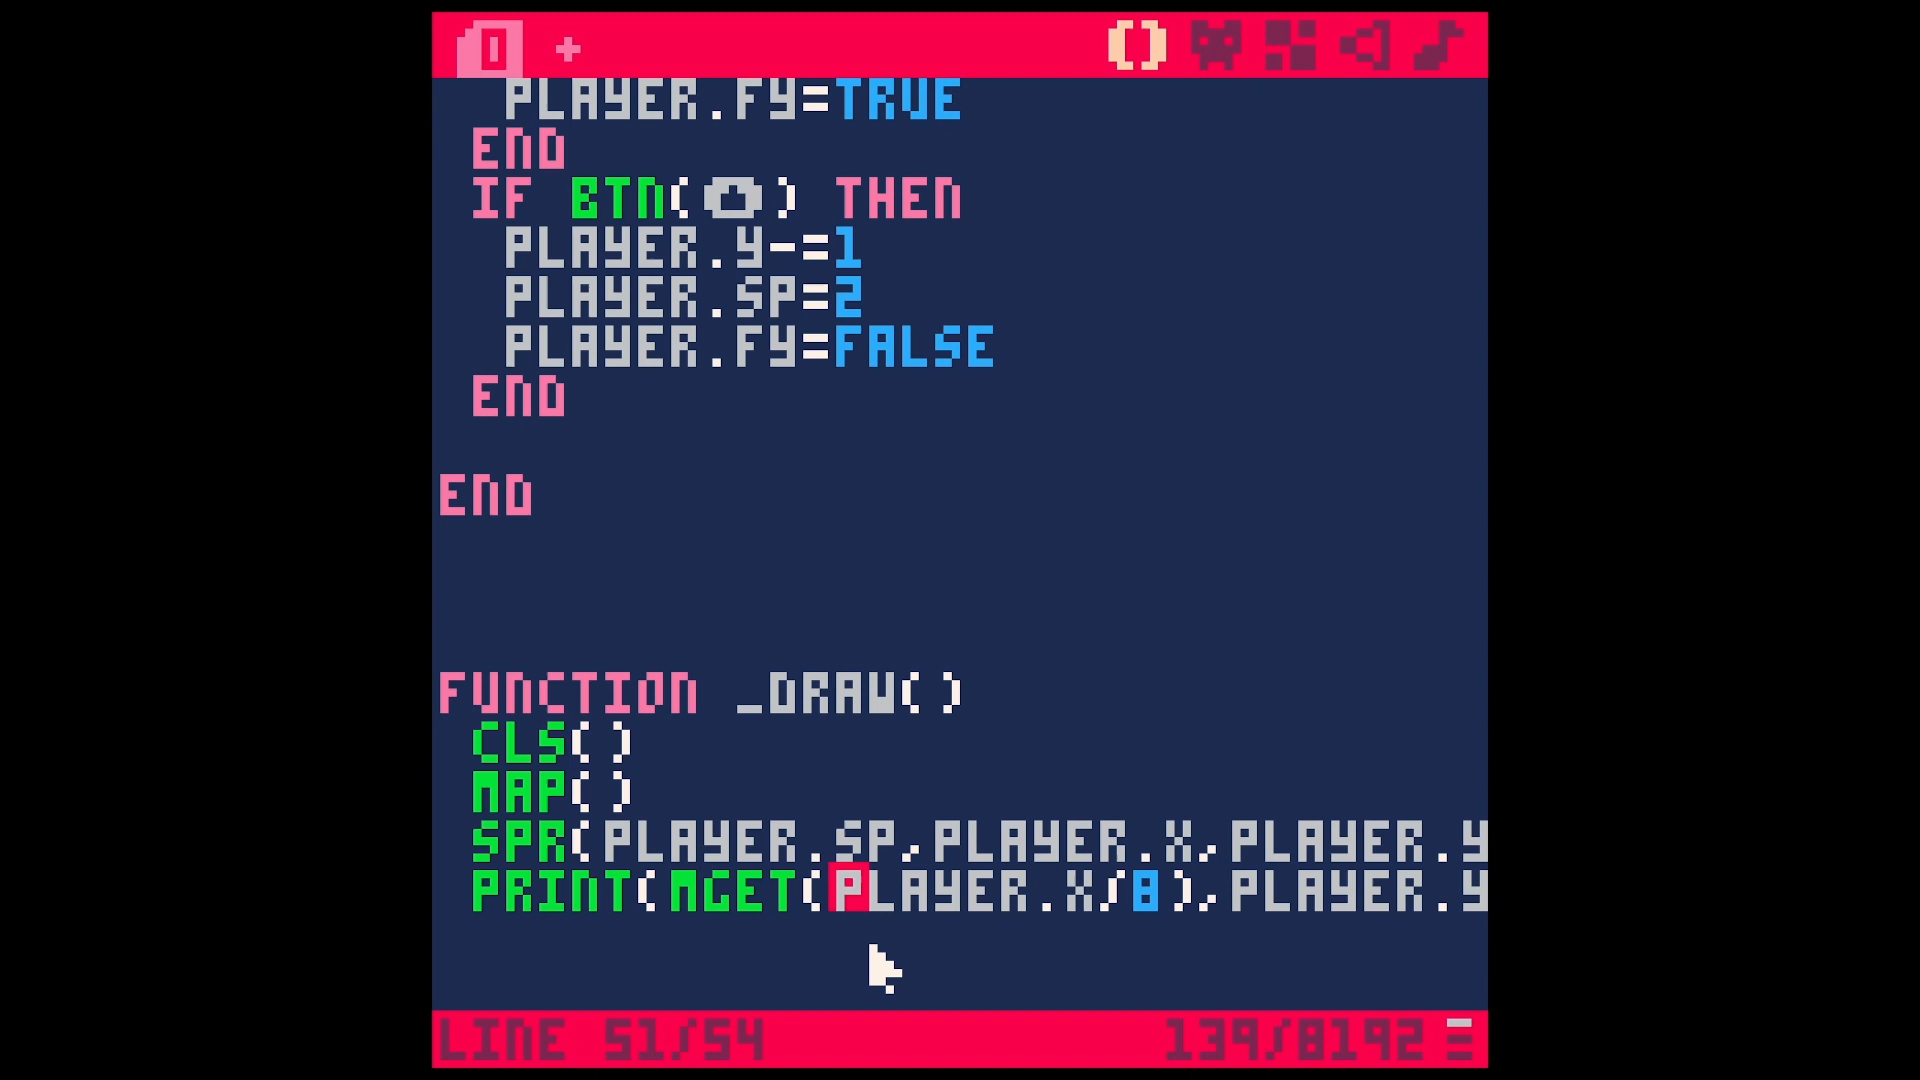 0 +
PLAYER.FY=TRUE
END
IF BTN(⬆️) THEN
PLAYER.Y-=1
PLAYER.SP=2
PLAYER.FY=FALSE
END
END
FUNCTION _DRAW()
CLS()
MAP()
SPR(PLAYER.SP,PLAYER.X,PLAYER.Y
PRINT(MGET(PLAYER.X/8),PLAYER.Y
LINE 51/54 139/8192